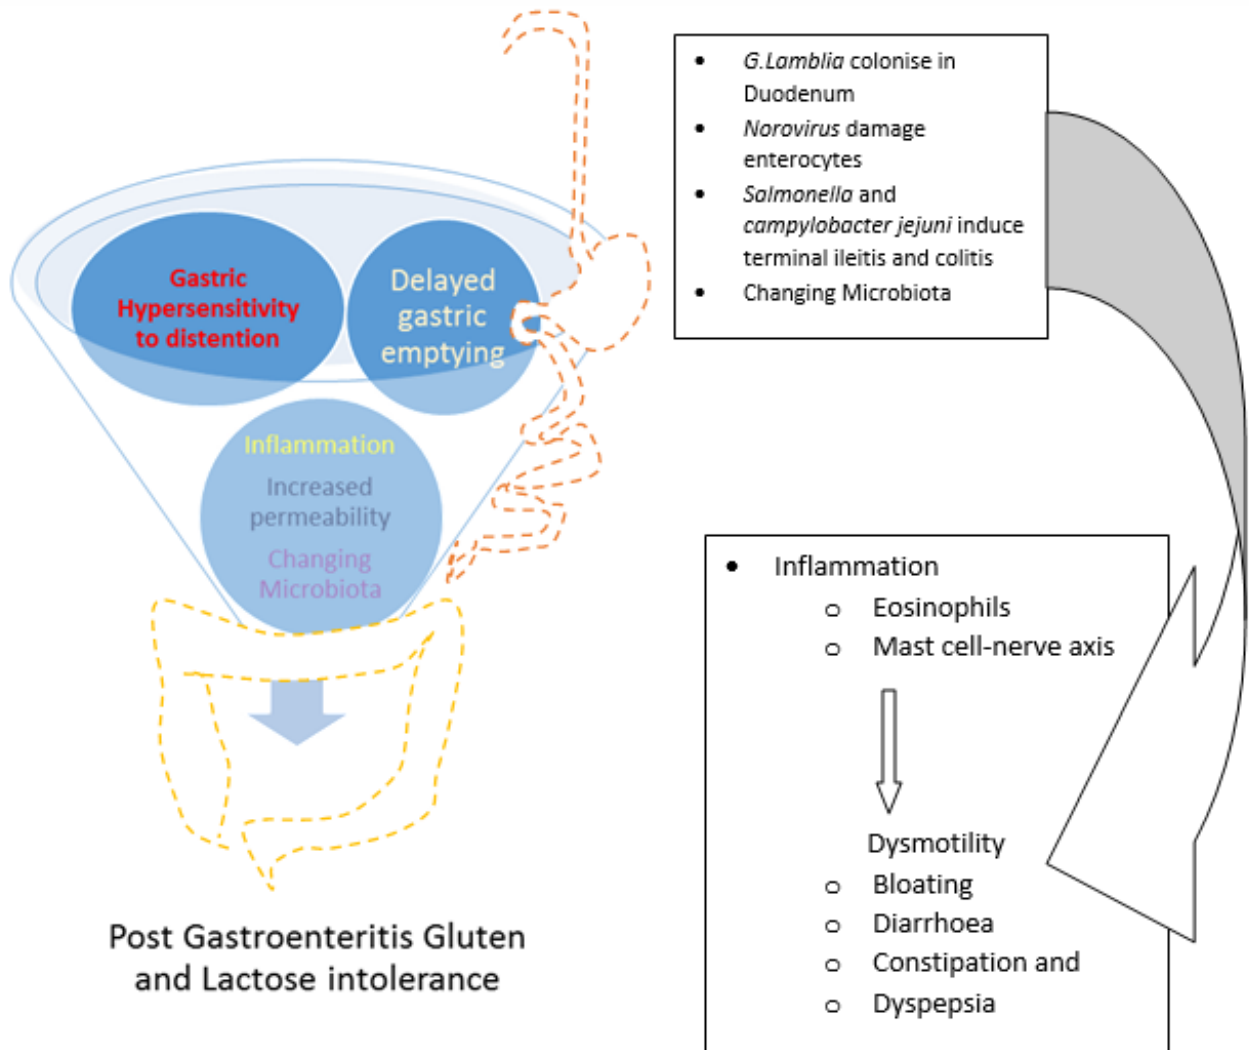 Gastric
Hypersensitivity
to distention
Delayed
gastric
emptying
Inflammation
Increased
permeability
Changing
Microbiota
Post Gastroenteritis Gluten
and Lactose intolerance
• G.Lamblia colonise in
Duodenum
• Norovirus damage
enterocytes
• Salmonella and
campylobacter jejuni induce
terminal ileitis and colitis
• Changing Microbiota
• Inflammation
o Eosinophils
o Mast cell-nerve axis
Dysmotility
o Bloating
o Diarrhoea
o Constipation and
o Dyspepsia